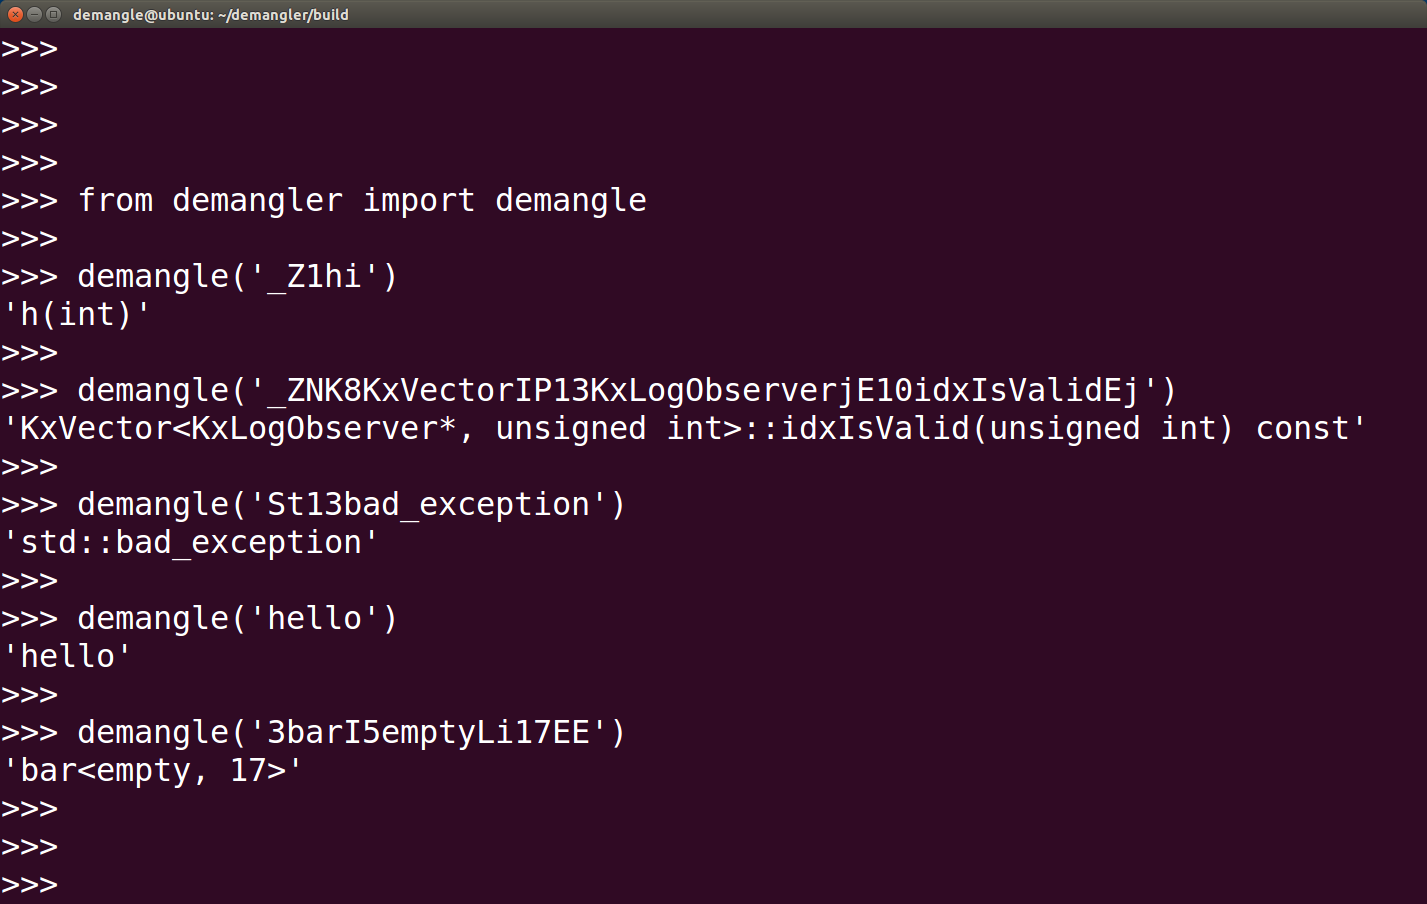 demangle@ubuntu: ~/demangler/build
>>>
>>>
>>>
>>>
>>> from demangler import demangle
>>>
>>> demangle('_Z1hi')
'h(int)'
>>>
>>> demangle('_ZNK8KxVectorIP13KxLogObserverjE10idxIsValidEj')
'KxVector<KxLogObserver*, unsigned int>::idxIsValid(unsigned int) const'
>>>
>>> demangle('St13bad_exception')
'std::bad_exception'
>>>
>>> demangle('hello')
'hello'
>>>
>>> demangle('3barI5emptyLi17EE')
'bar<empty, 17>'
>>>
>>>
>>>